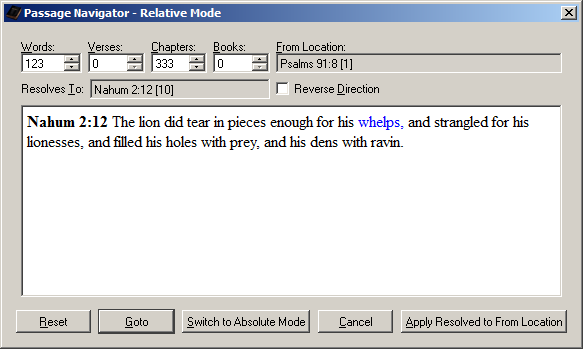 Passage Navigator - Relative Mode
Words: Verses: Chapters: Books: From Location:
123 0 333 0 Psalms 91:8 [1]
Resolves To: Nahum 2:12 [10] Reverse Direction
Nahum 2:12 The lion did tear in pieces enough for his whelps, and strangled for his
lionesses, and filled his holes with prey, and his dens with ravin.
Reset Goto Switch to Absolute Mode Cancel Apply Resolved to From Location